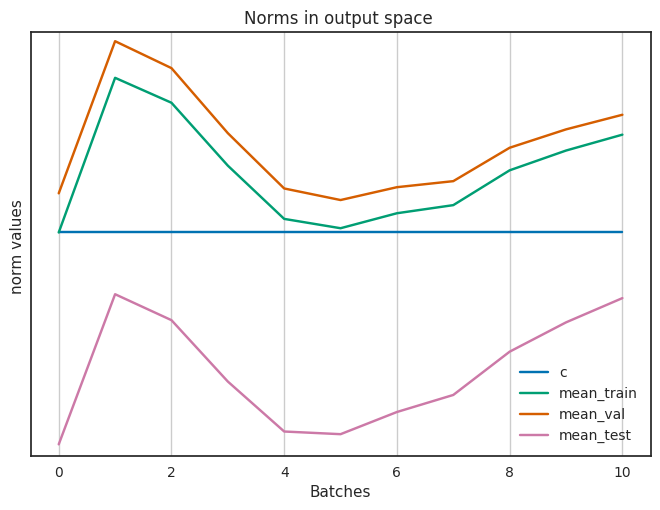 Norms in output space
norm values
c
mean_train
mean_val
mean_test
0 2 4 6 8 10
Batches